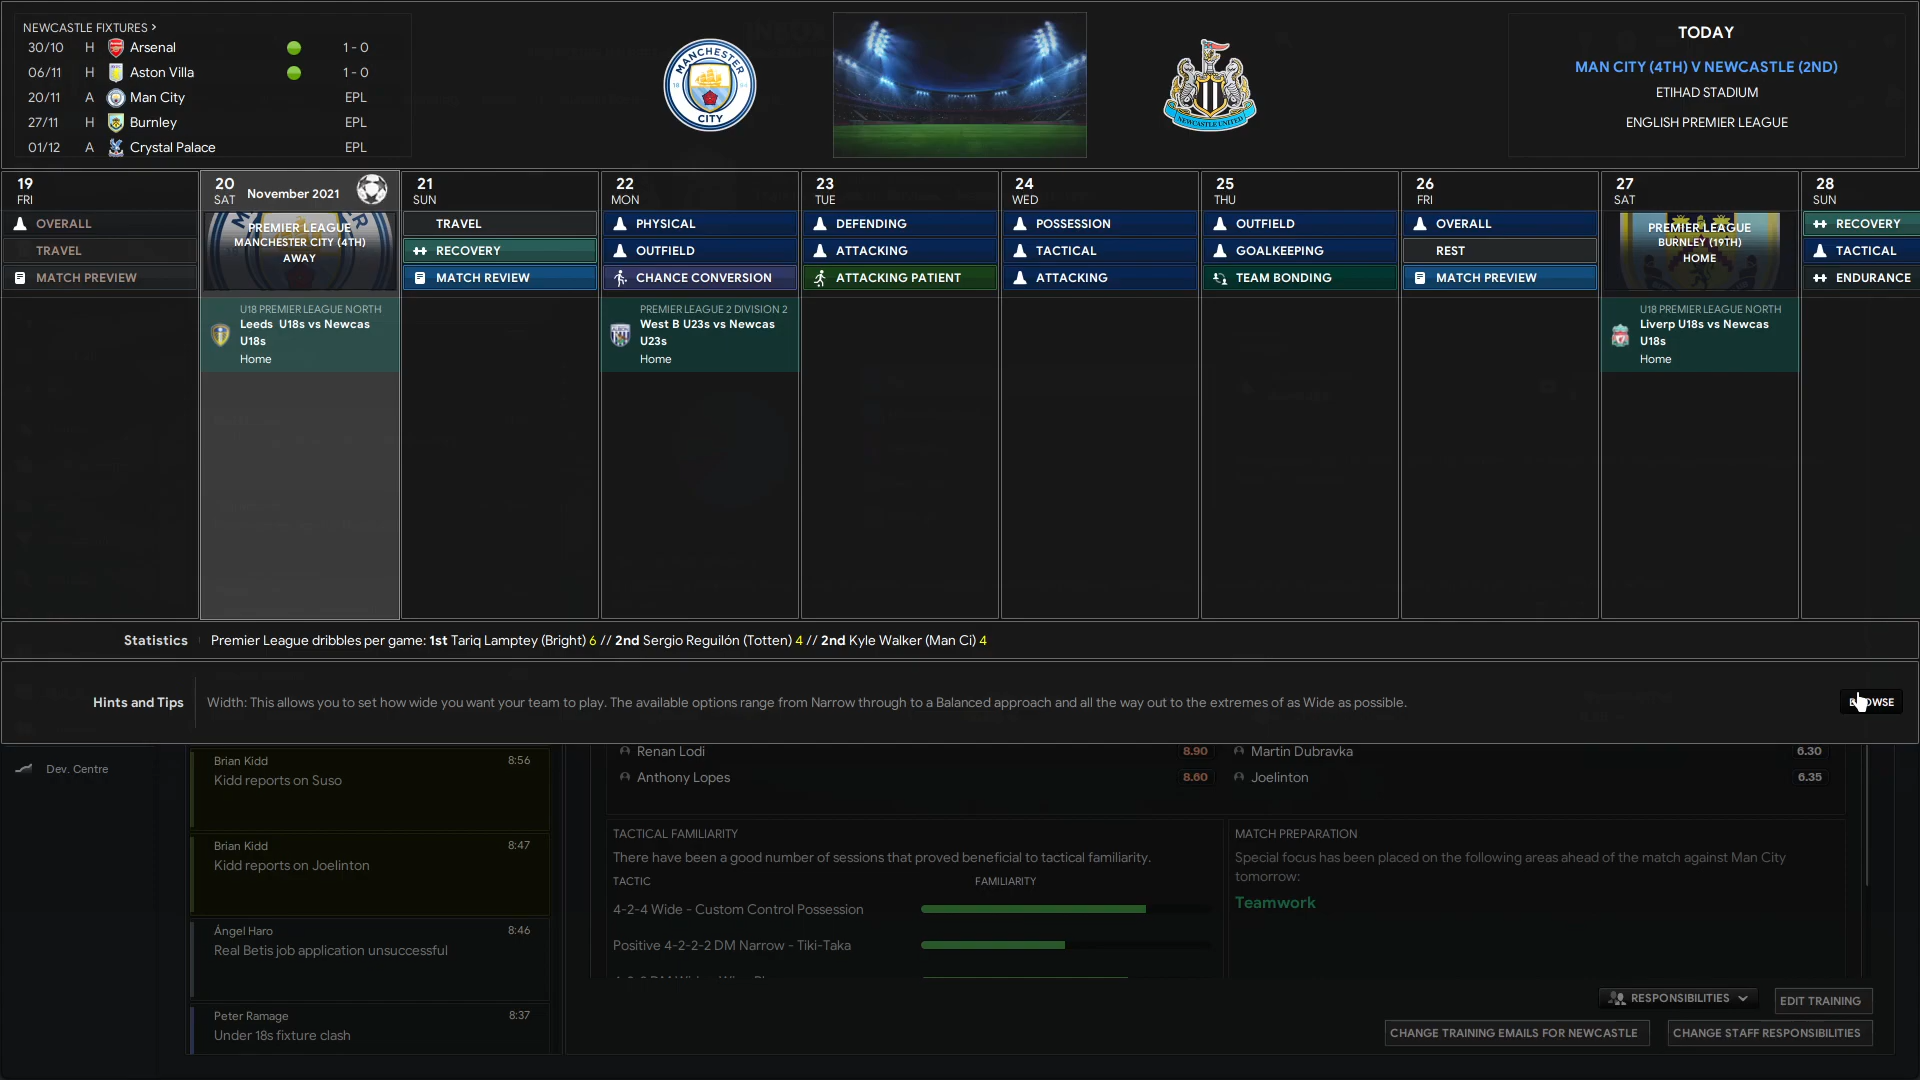 NEWCASTLE FIXTURES >
30/10 H Arsenal 1 - 0
06/11 H Aston Villa 1 - 0
20/11 A Man City EPL
27/11 H Burnley EPL
01/12 A Crystal Palace EPL
MANCHESTER
CITY
NEWCASTLE UNITED
TODAY
MAN CITY (4TH) V NEWCASTLE (2ND)
ETIHAD STADIUM
ENGLISH PREMIER LEAGUE
19
FRI
OVERALL
TRAVEL
MATCH PREVIEW
20
SAT
November 2021
PREMIER LEAGUE
MANCHESTER CITY (4TH)
AWAY
U18 PREMIER LEAGUE NORTH
Leeds U18s vs Newcas
U18s
Home
21
SUN
TRAVEL
RECOVERY
MATCH REVIEW
22
MON
PHYSICAL
OUTFIELD
CHANCE CONVERSION
PREMIER LEAGUE 2 DIVISION 2
West B U23s vs Newcas
U23s
Home
23
TUE
DEFENDING
ATTACKING
ATTACKING PATIENT
24
WED
POSSESSION
TACTICAL
ATTACKING
25
THU
OUTFIELD
GOALKEEPING
TEAM BONDING
26
FRI
OVERALL
REST
MATCH PREVIEW
27
SAT
PREMIER LEAGUE
BURNLEY (19TH)
HOME
U18 PREMIER LEAGUE NORTH
Liverp U18s vs Newcas
U18s
Home
28
SUN
RECOVERY
TACTICAL
ENDURANCE
Statistics
Premier League dribbles per game: 1st Tariq Lamptey (Bright) 6 // 2nd Sergio Reguilón (Totten) 4 // 2nd Kyle Walker (Man Ci) 4
Hints and Tips
Width: This allows you to set how wide you want your team to play. The available options range from Narrow through to a Balanced approach and all the way out to the extremes of as Wide as possible.
Dev. Centre
Brian Kidd 8:56
Kidd reports on Suso
Brian Kidd 8:47
Kidd reports on Joelinton
Ángel Haro 8:46
Real Betis job application unsuccessful
Peter Ramage 8:37
Under 18s fixture clash
Renan Lodi 8.90
Anthony Lopes 8.60
Martin Dubravka 6.30
Joelinton 6.35
TACTICAL FAMILIARITY
There have been a good number of sessions that proved beneficial to tactical familiarity.
TACTIC FAMILIARITY
4-2-4 Wide - Custom Control Possession
Positive 4-2-2-2 DM Narrow - Tiki-Taka
MATCH PREPARATION
Special focus has been placed on the following areas ahead of the match against Man City
tomorrow:
Teamwork
RESPONSIBILITIES
EDIT TRAINING
CHANGE TRAINING EMAILS FOR NEWCASTLE
CHANGE STAFF RESPONSIBILITIES